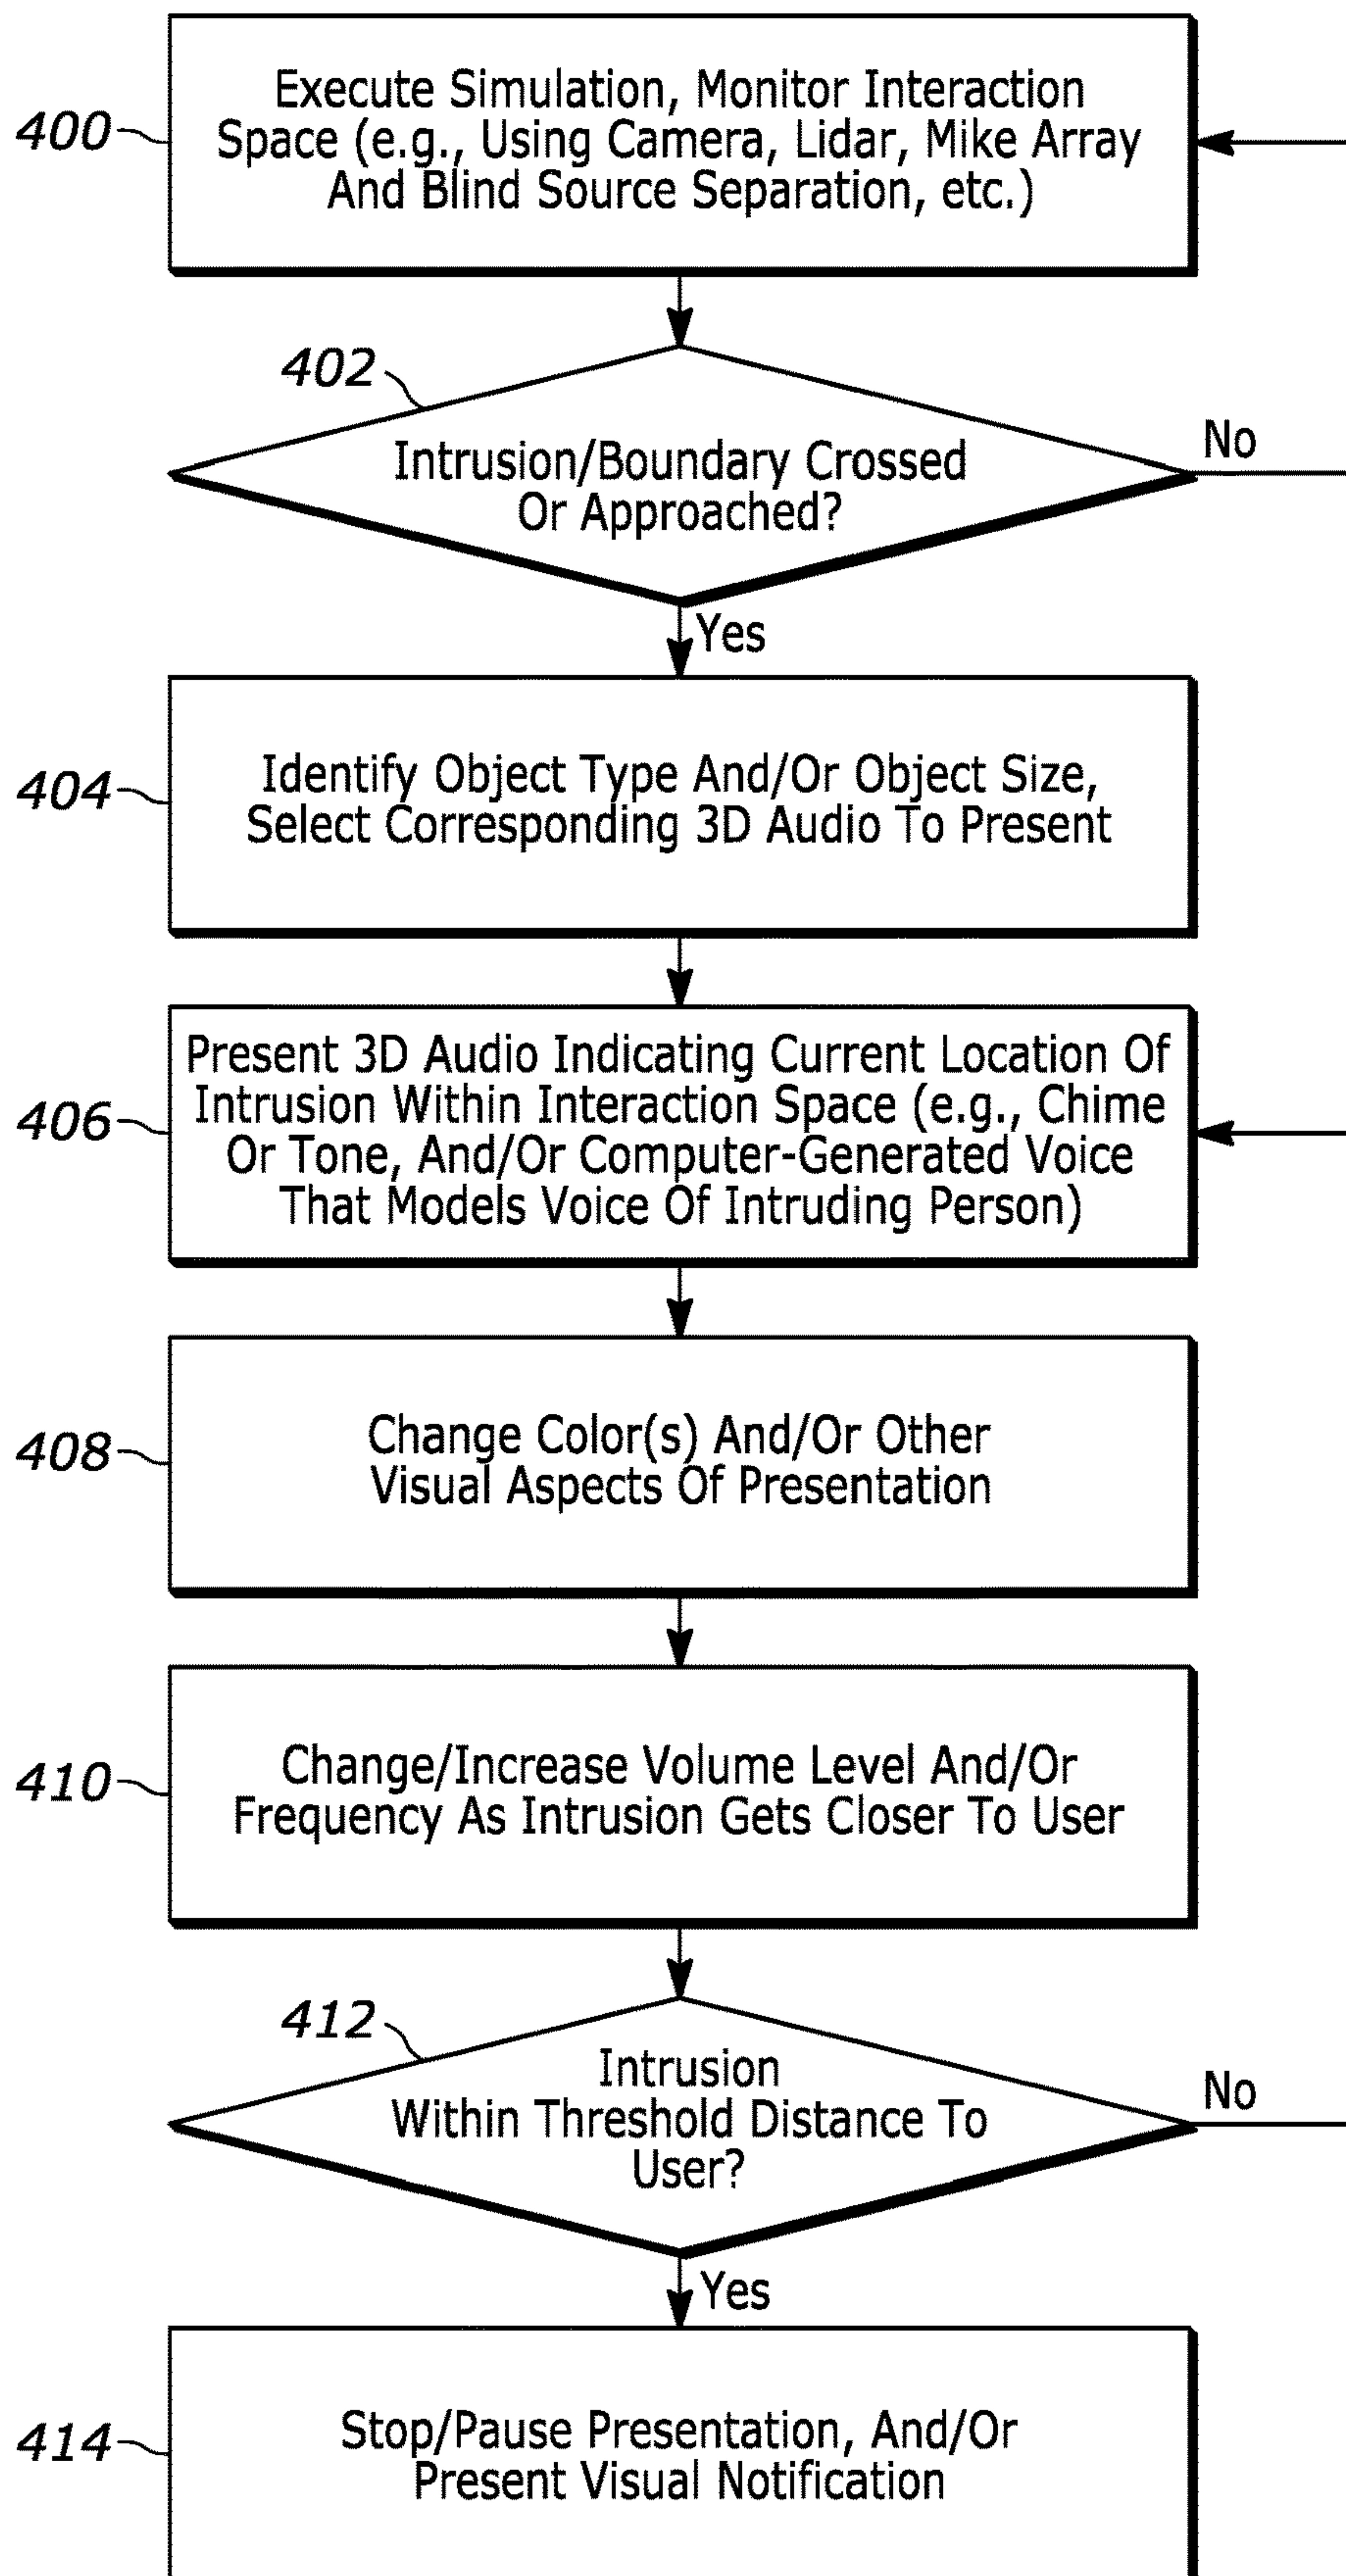 400
Execute Simulation, Monitor Interaction
Space (e.g., Using Camera, Lidar, Mike Array
And Blind Source Separation, etc.)
402
Intrusion/Boundary Crossed
Or Approached?
No
Yes
404
Identify Object Type And/Or Object Size,
Select Corresponding 3D Audio To Present
406
Present 3D Audio Indicating Current Location Of
Intrusion Within Interaction Space (e.g., Chime
Or Tone, And/Or Computer-Generated Voice
That Models Voice Of Intruding Person)
408
Change Color(s) And/Or Other
Visual Aspects Of Presentation
410
Change/Increase Volume Level And/Or
Frequency As Intrusion Gets Closer To User
412
Intrusion
Within Threshold Distance To
User?
No
Yes
414
Stop/Pause Presentation, And/Or
Present Visual Notification